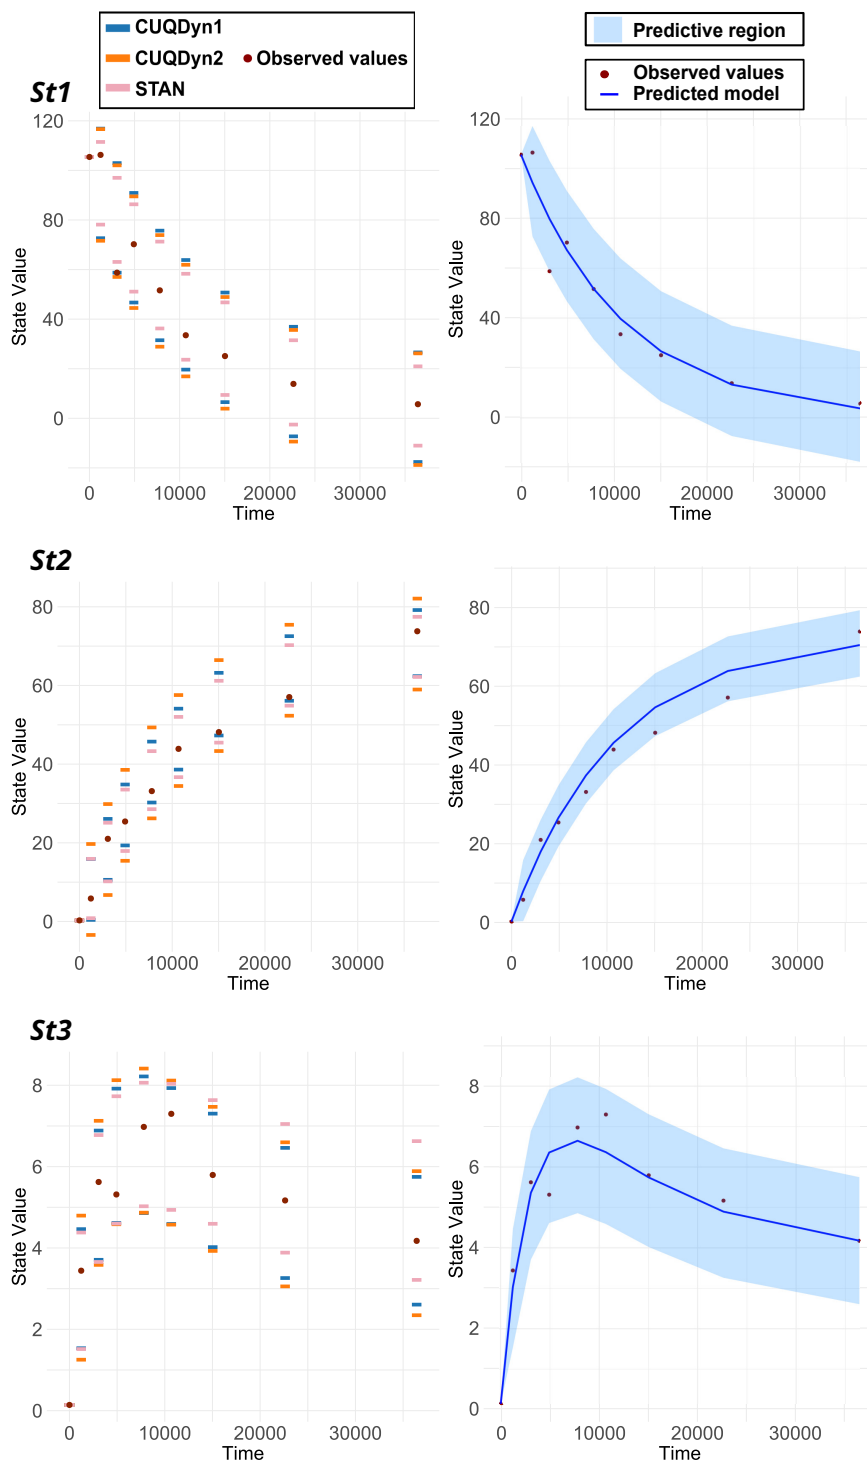 CUQDyn1
CUQDyn2 Observed values
STAN
Predictive region
Observed values
Predicted model
St1
120
80
40
0
State Value
0 10000 20000 30000
Time
120
80
40
0
State Value
0 10000 20000 30000
Time
St2
80
60
40
20
0
State Value
0 10000 20000 30000
Time
80
60
40
20
0
State Value
0 10000 20000 30000
Time
St3
8
6
4
2
0
State Value
0 10000 20000 30000
Time
8
6
4
2
0
State Value
0 10000 20000 30000
Time